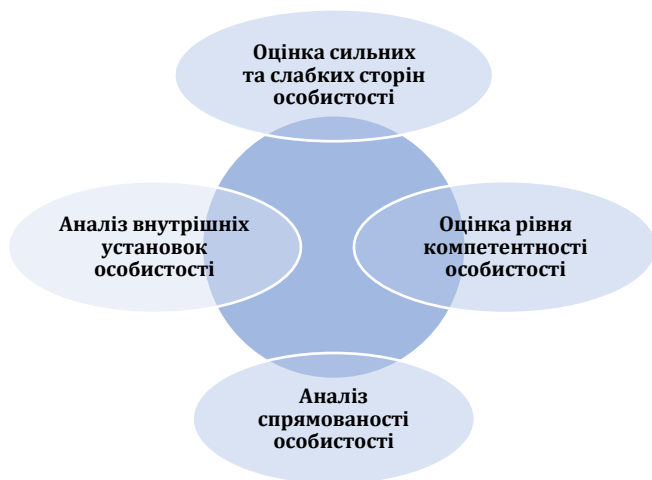 Оцінка сильних
та слабких сторін
особистості
Аналіз внутрішніх
установок
особистості
Оцінка рівня
компетентності
особистості
Аналіз
спрямованості
особистості